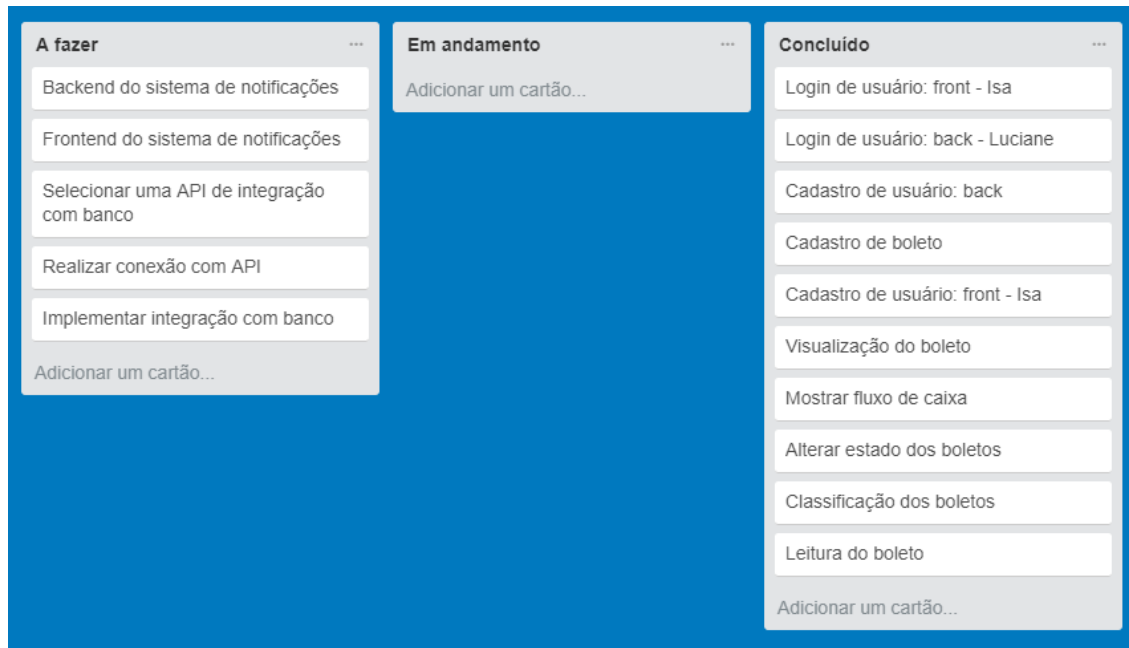 A fazer
Backend do sistema de notificações
Frontend do sistema de notificações
Selecionar uma API de integração
com banco
Realizar conexão com API
Implementar integração com banco
Adicionar um cartão...
Em andamento
Adicionar um cartão...
Concluído
Login de usuário: front - Isa
Login de usuário: back - Luciane
Cadastro de usuário: back
Cadastro de boleto
Cadastro de usuário: front - Isa
Visualização do boleto
Mostrar fluxo de caixa
Alterar estado dos boletos
Classificação dos boletos
Leitura do boleto
Adicionar um cartão...